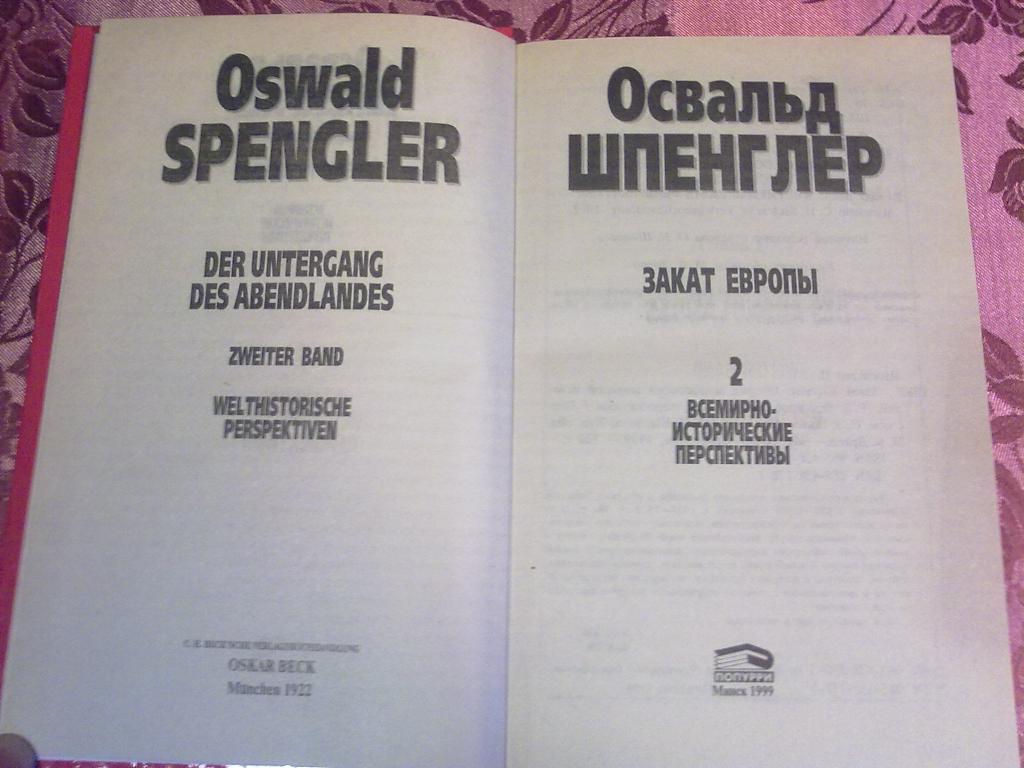 Oswald
SPENGLER
DER UNTERGANG
DES ABENDLANDES
ZWEITER BAND
WELTHISTORISCHE
PERSPEKTIVEN
C. H. BECK'SCHE VERLAGSBUCHHANDLUNG
OSKAR BECK
München 1922
Освальд
ШПЕНГЛЕР
ЗАКАТ ЕВРОПЫ
2
ВСЕМИРНО-
ИСТОРИЧЕСКИЕ
ПЕРСПЕКТИВЫ
ПОПУРРИ
Минск 1999